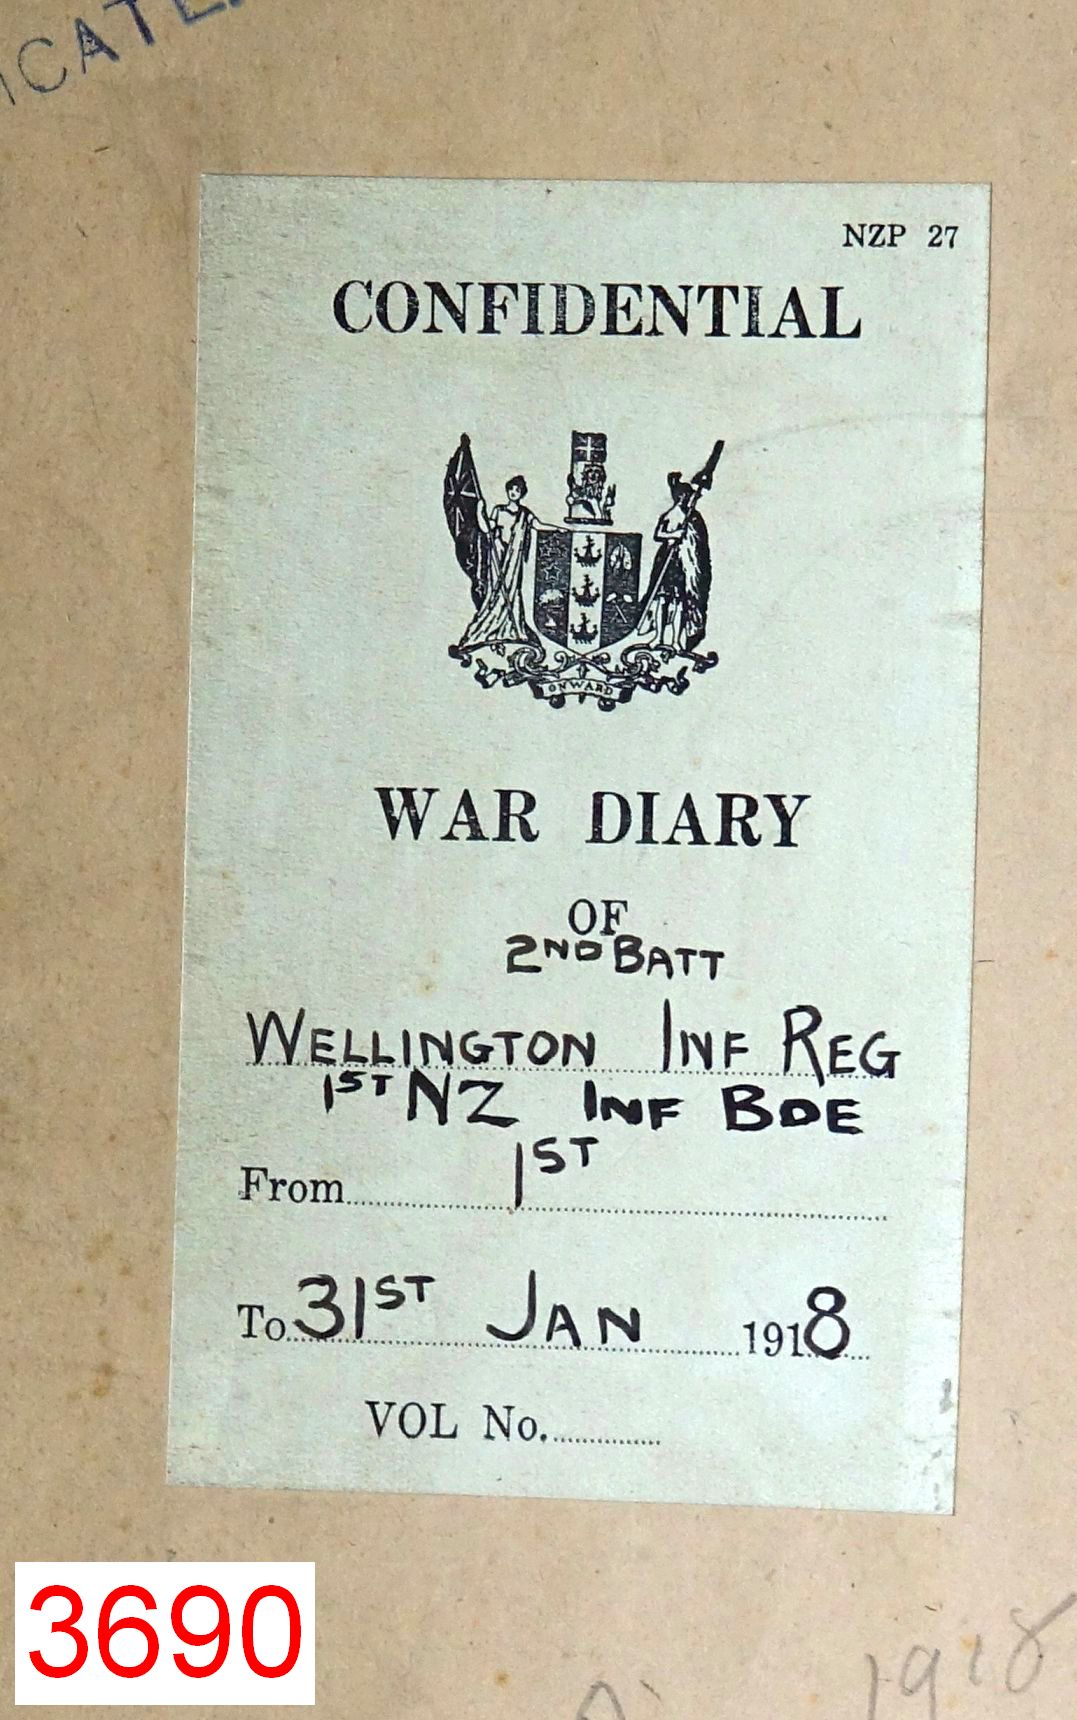 ICATE
NZP 27
CONFIDENTIAL
ONWARD
WAR DIARY
OF
2ND BATT
WELLINGTON INF REG
1ST NZ INF BDE
From 1ST
To 31ST JAN 1918
VOL No.
1918
3690